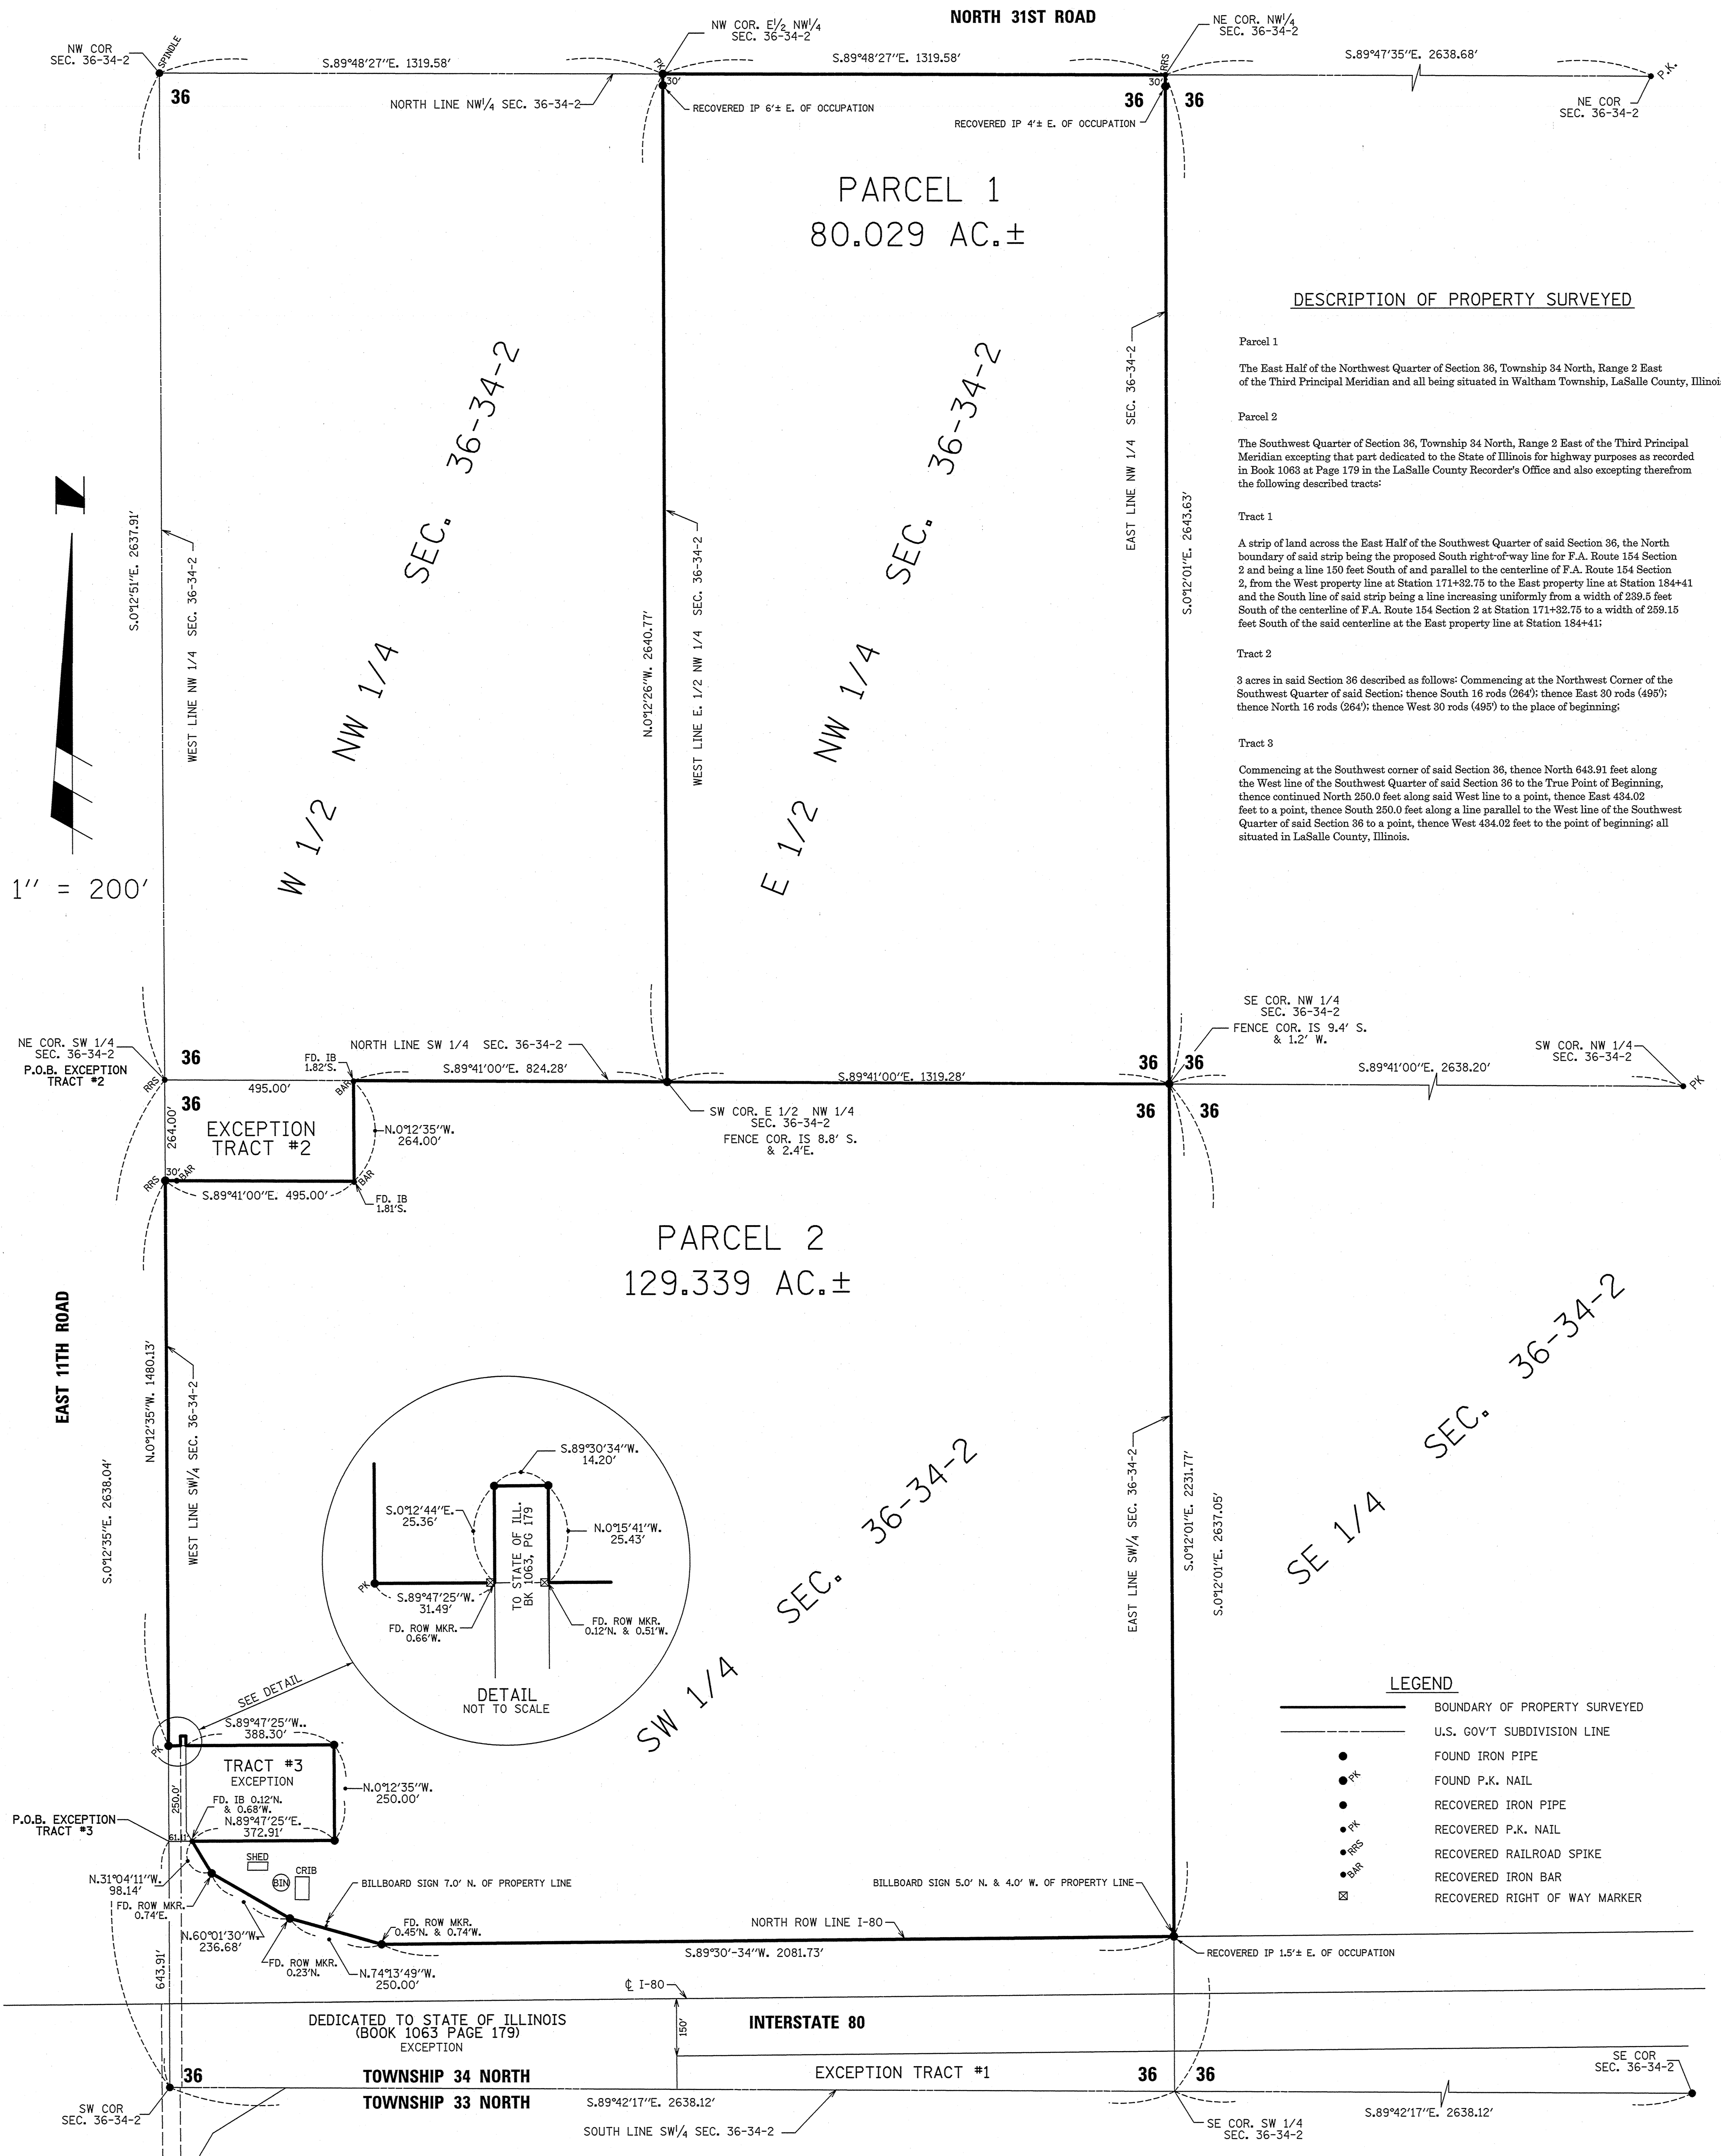 NORTH 31ST ROAD
NW COR
SEC. 36-34-2
SPINDLE
S.89°48'27"E. 1319.58'
NW COR. E1/2 NW1/4
SEC. 36-34-2
PK
S.89°48'27"E. 1319.58'
NE COR. NW1/4
SEC. 36-34-2
RRS
S.89°47'35"E. 2638.68'
P.K.
NE COR
SEC. 36-34-2
36
NORTH LINE NW1/4 SEC. 36-34-2
30'
RECOVERED IP 6'± E. OF OCCUPATION
30'
RECOVERED IP 4'± E. OF OCCUPATION
36
36
PARCEL 1
80.029 AC.±
DESCRIPTION OF PROPERTY SURVEYED
Parcel 1
The East Half of the Northwest Quarter of Section 36, Township 34 North, Range 2 East
of the Third Principal Meridian and all being situated in Waltham Township, LaSalle County, Illinoi
Parcel 2
The Southwest Quarter of Section 36, Township 34 North, Range 2 East of the Third Principal
Meridian excepting that part dedicated to the State of Illinois for highway purposes as recorded
in Book 1063 at Page 179 in the LaSalle County Recorder's Office and also excepting therefrom
the following described tracts:
Tract 1
A strip of land across the East Half of the Southwest Quarter of said Section 36, the North
boundary of said strip being the proposed South right-of-way line for F.A. Route 154 Section
2 and being a line 150 feet South of and parallel to the centerline of F.A. Route 154 Section
2, from the West property line at Station 171+32.75 to the East property line at Station 184+41
and the South line of said strip being a line increasing uniformly from a width of 239.5 feet
South of the centerline of F.A. Route 154 Section 2 at Station 171+32.75 to a width of 259.15
feet South of the said centerline at the East property line at Station 184+41;
Tract 2
3 acres in said Section 36 described as follows: Commencing at the Northwest Corner of the
Southwest Quarter of said Section; thence South 16 rods (264'); thence East 30 rods (495');
thence North 16 rods (264'); thence West 30 rods (495') to the place of beginning;
Tract 3
Commencing at the Southwest corner of said Section 36, thence North 643.91 feet along
the West line of the Southwest Quarter of said Section 36 to the True Point of Beginning,
thence continued North 250.0 feet along said West line to a point, thence East 434.02
feet to a point, thence South 250.0 feet along a line parallel to the West line of the Southwest
Quarter of said Section 36 to a point, thence West 434.02 feet to the point of beginning; all
situated in LaSalle County, Illinois.
Z
1" = 200'
S.0°12'51"E. 2637.91'
WEST LINE NW 1/4 SEC. 36-34-2
W 1/2 NW 1/4 SEC. 36-34-2
N.0°12'26"W. 2640.77'
WEST LINE E. 1/2 NW 1/4 SEC. 36-34-2
E 1/2 NW 1/4 SEC. 36-34-2
EAST LINE NW 1/4 SEC. 36-34-2
S.0°12'01"E. 2643.63'
NE COR. SW 1/4
SEC. 36-34-2
P.O.B. EXCEPTION
TRACT #2
RRS
36
36
495.00'
FD. IB
1.82'S.
BAR
NORTH LINE SW 1/4 SEC. 36-34-2
S.89°41'00"E. 824.28'
S.89°41'00"E. 1319.28'
SE COR. NW 1/4
SEC. 36-34-2
FENCE COR. IS 9.4' S.
& 1.2' W.
S.89°41'00"E. 2638.20'
SW COR. NW 1/4
SEC. 36-34-2
PK
36
36
36
36
264.00'
EXCEPTION
TRACT #2
N.0°12'35"W.
264.00'
SW COR. E 1/2 NW 1/4
SEC. 36-34-2
FENCE COR. IS 8.8' S.
& 2.4'E.
RRS
30'
BAR
BAR
S.89°41'00"E. 495.00'
FD. IB
1.81'S.
PARCEL 2
129.339 AC.±
EAST 11TH ROAD
S.0°12'35"E. 2638.04'
N.0°12'35"W. 1480.13'
WEST LINE SW1/4 SEC. 36-34-2
S.89°30'34"W.
14.20'
S.0°12'44"E.
25.36'
TO STATE OF ILL.
BK 1063, PG 179
N.0°15'41"W.
25.43'
PK
S.89°47'25"W.
31.49'
FD. ROW MKR.
0.66'W.
FD. ROW MKR.
0.12'N. & 0.51'W.
DETAIL
NOT TO SCALE
SW 1/4 SEC. 36-34-2
EAST LINE SW1/4 SEC. 36-34-2
S.0°12'01"E. 2231.77'
S.0°12'01"E. 2637.05'
SE 1/4 SEC. 36-34-2
SEE DETAIL
PK
S.89°47'25"W..
388.30'
TRACT #3
EXCEPTION
250.0'
N.0°12'35"W.
250.00'
FD. IB 0.12'N.
& 0.68'W.
N.89°47'25"E.
372.91'
P.O.B. EXCEPTION
TRACT #3
61.11'
SHED
BIN
CRIB
N.31°04'11"W.
98.14'
FD. ROW MKR.
0.74'E.
BILLBOARD SIGN 7.0' N. OF PROPERTY LINE
BILLBOARD SIGN 5.0' N. & 4.0' W. OF PROPERTY LINE
N.60°01'30"W.
236.68'
FD. ROW MKR.
0.23'N.
FD. ROW MKR.
0.45'N. & 0.74'W.
N.74°13'49"W.
250.00'
NORTH ROW LINE I-80
S.89°30'-34"W. 2081.73'
RECOVERED IP 1.5'± E. OF OCCUPATION
LEGEND
BOUNDARY OF PROPERTY SURVEYED
U.S. GOV'T SUBDIVISION LINE
FOUND IRON PIPE
PK FOUND P.K. NAIL
RECOVERED IRON PIPE
PK RECOVERED P.K. NAIL
RRS RECOVERED RAILROAD SPIKE
BAR RECOVERED IRON BAR
RECOVERED RIGHT OF WAY MARKER
643.91'
℄ I-80
150'
DEDICATED TO STATE OF ILLINOIS
(BOOK 1063 PAGE 179)
EXCEPTION
INTERSTATE 80
EXCEPTION TRACT #1
36
TOWNSHIP 34 NORTH
TOWNSHIP 33 NORTH
36
36
SE COR
SEC. 36-34-2
SW COR
SEC. 36-34-2
S.89°42'17"E. 2638.12'
SOUTH LINE SW1/4 SEC. 36-34-2
SE COR. SW 1/4
SEC. 36-34-2
S.89°42'17"E. 2638.12'